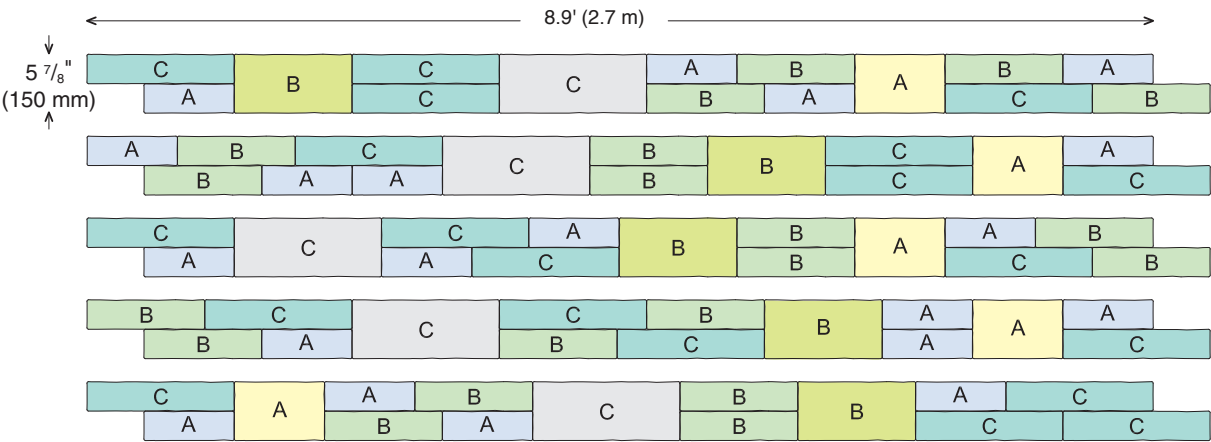 8.9' (2.7 m)
5 7/8"
(150 mm)
C B C C A B A B A
A C B A C B
A B C C B B C A A
B A A B C C
C C C A B B A A B
A A C B C B
B C C C B B A A A
B A B C A C
C A A B C B B A C
A B A B C C